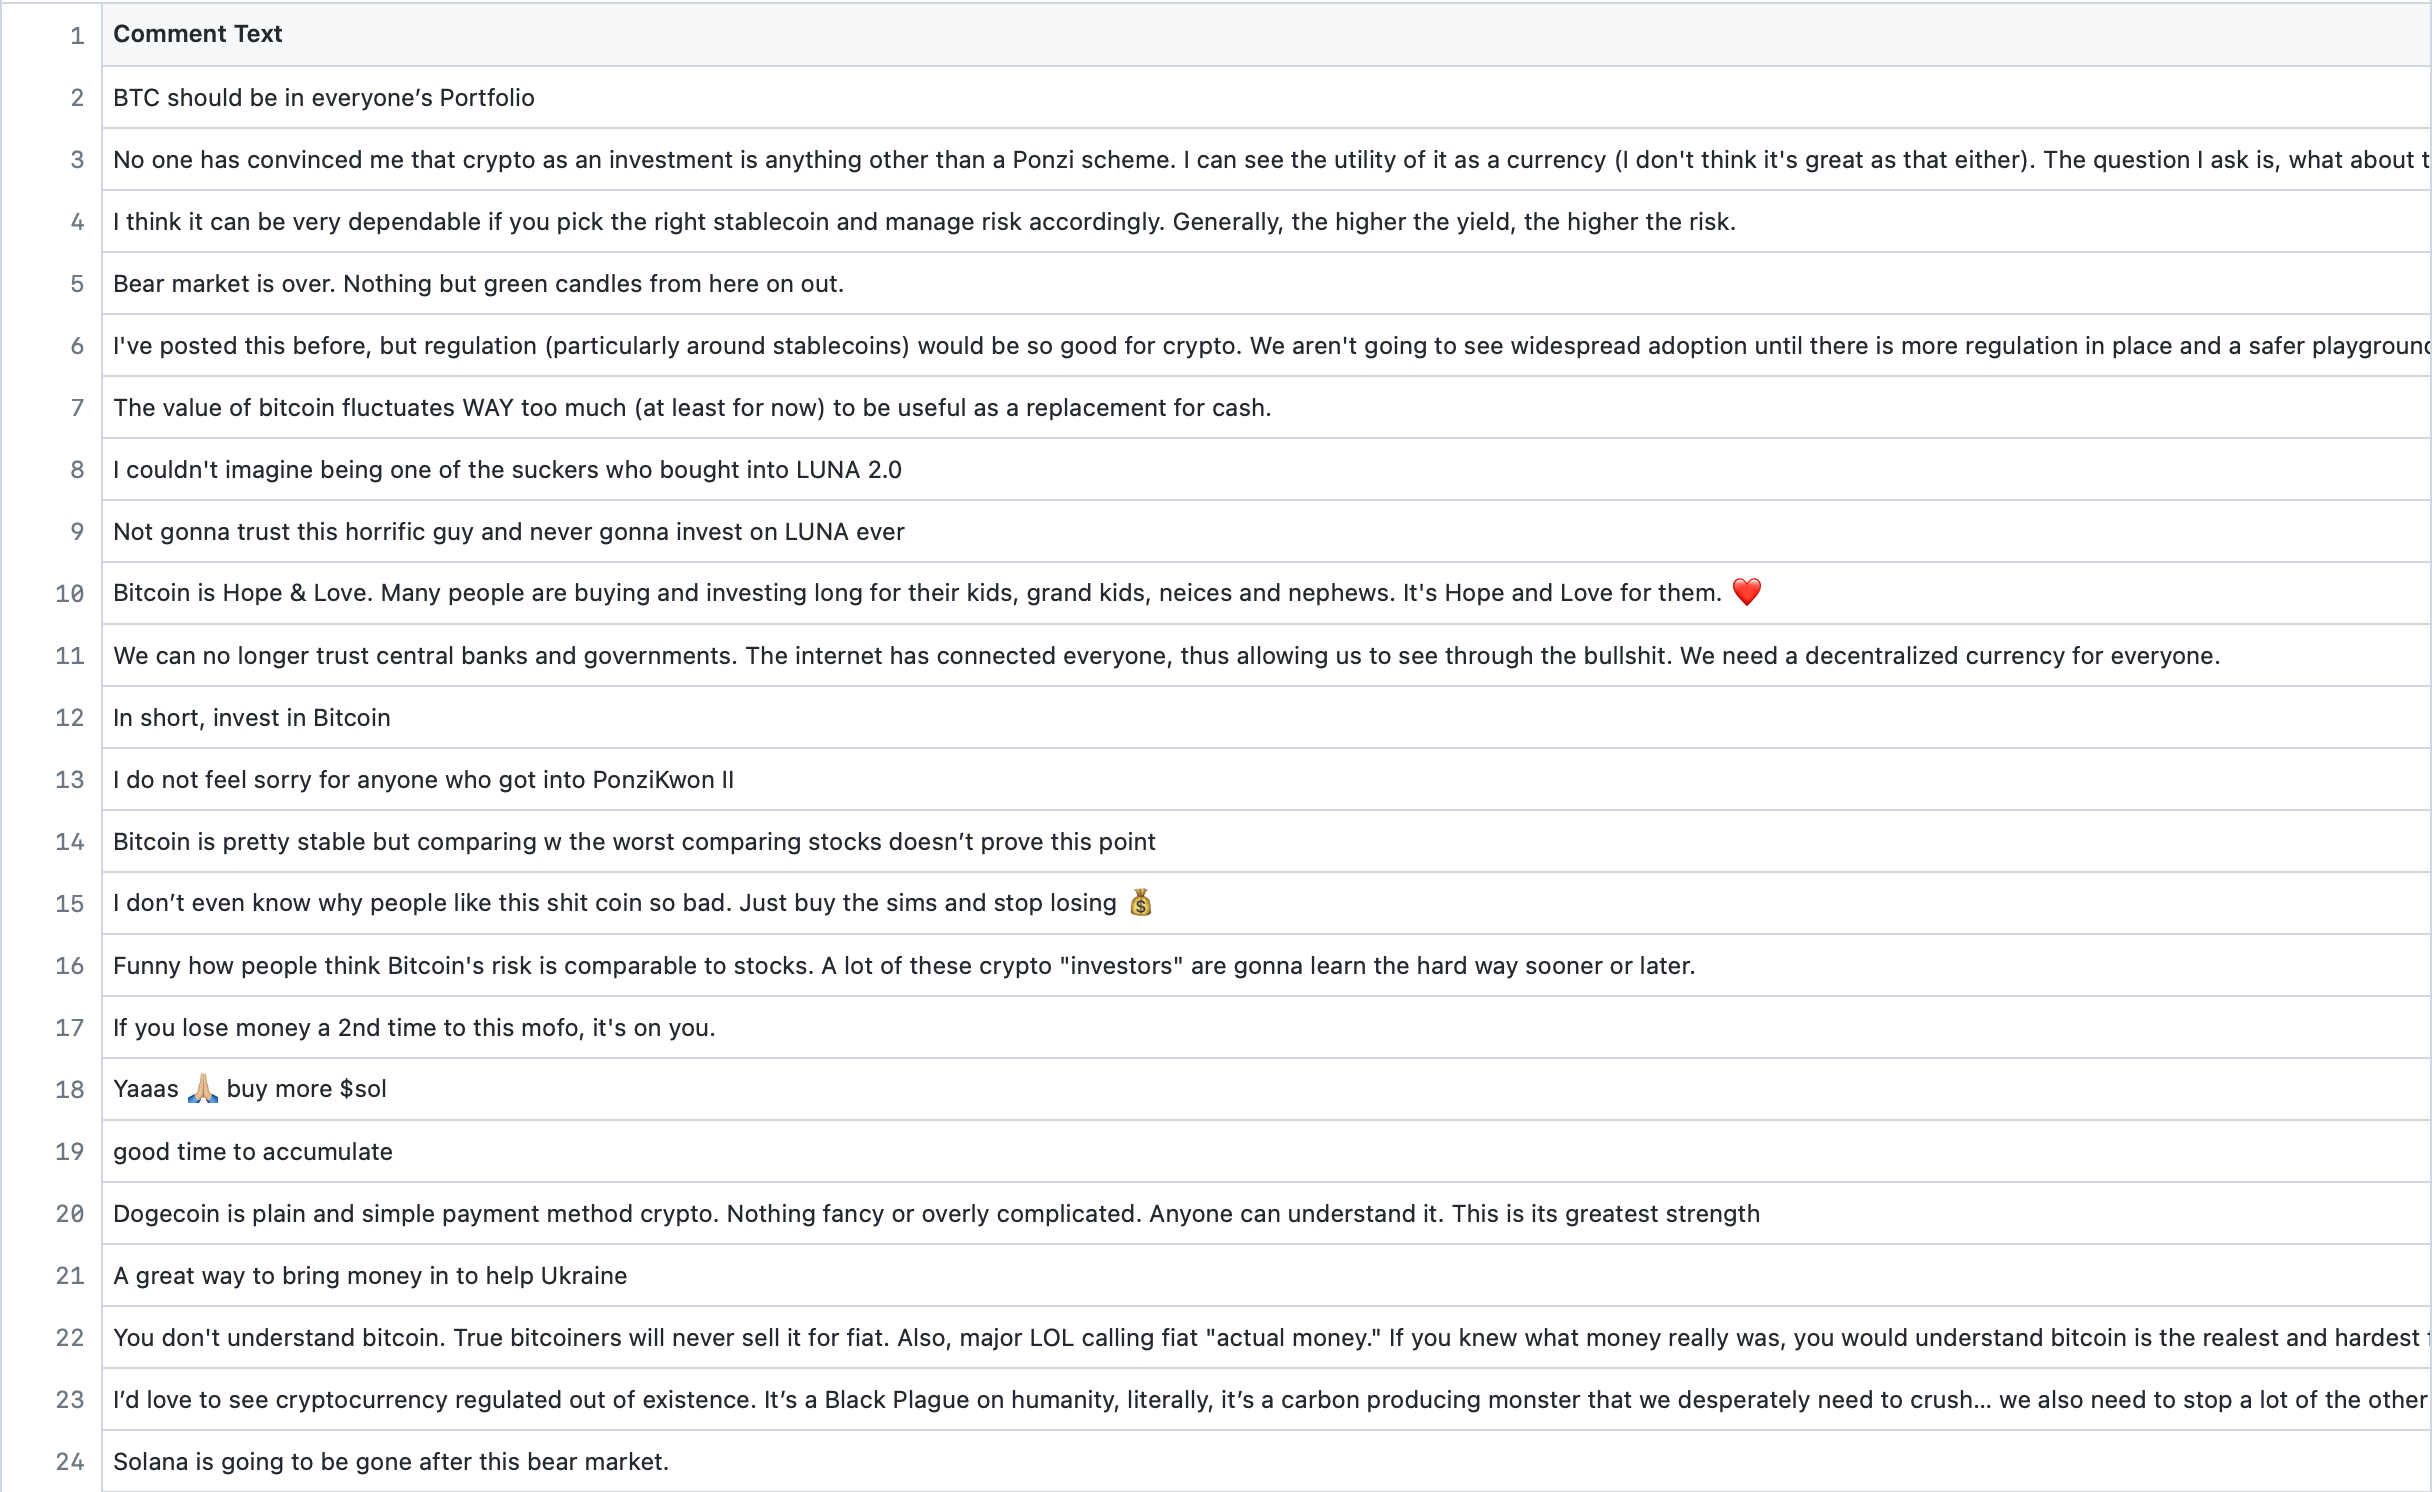 1 Comment Text
2 BTC should be in everyone’s Portfolio
3 No one has convinced me that crypto as an investment is anything other than a Ponzi scheme. I can see the utility of it as a currency (I don't think it's great as that either). The question I ask is, what about
4 I think it can be very dependable if you pick the right stablecoin and manage risk accordingly. Generally, the higher the yield, the higher the risk.
5 Bear market is over. Nothing but green candles from here on out.
6 I've posted this before, but regulation (particularly around stablecoins) would be so good for crypto. We aren't going to see widespread adoption until there is more regulation in place and a safer playground
7 The value of bitcoin fluctuates WAY too much (at least for now) to be useful as a replacement for cash.
8 I couldn't imagine being one of the suckers who bought into LUNA 2.0
9 Not gonna trust this horrific guy and never gonna invest on LUNA ever
10 Bitcoin is Hope & Love. Many people are buying and investing long for their kids, grand kids, neices and nephews. It's Hope and Love for them. ❤️
11 We can no longer trust central banks and governments. The internet has connected everyone, thus allowing us to see through the bullshit. We need a decentralized currency for everyone.
12 In short, invest in Bitcoin
13 I do not feel sorry for anyone who got into PonziKwon II
14 Bitcoin is pretty stable but comparing w the worst comparing stocks doesn’t prove this point
15 I don’t even know why people like this shit coin so bad. Just buy the sims and stop losing 💰
16 Funny how people think Bitcoin's risk is comparable to stocks. A lot of these crypto "investors" are gonna learn the hard way sooner or later.
17 If you lose money a 2nd time to this mofo, it's on you.
18 Yaaas 🙏🏼 buy more $sol
19 good time to accumulate
20 Dogecoin is plain and simple payment method crypto. Nothing fancy or overly complicated. Anyone can understand it. This is its greatest strength
21 A great way to bring money in to help Ukraine
22 You don't understand bitcoin. True bitcoiners will never sell it for fiat. Also, major LOL calling fiat "actual money." If you knew what money really was, you would understand bitcoin is the realest and hardest
23 I’d love to see cryptocurrency regulated out of existence. It’s a Black Plague on humanity, literally, it’s a carbon producing monster that we desperately need to crush… we also need to stop a lot of the other
24 Solana is going to be gone after this bear market.